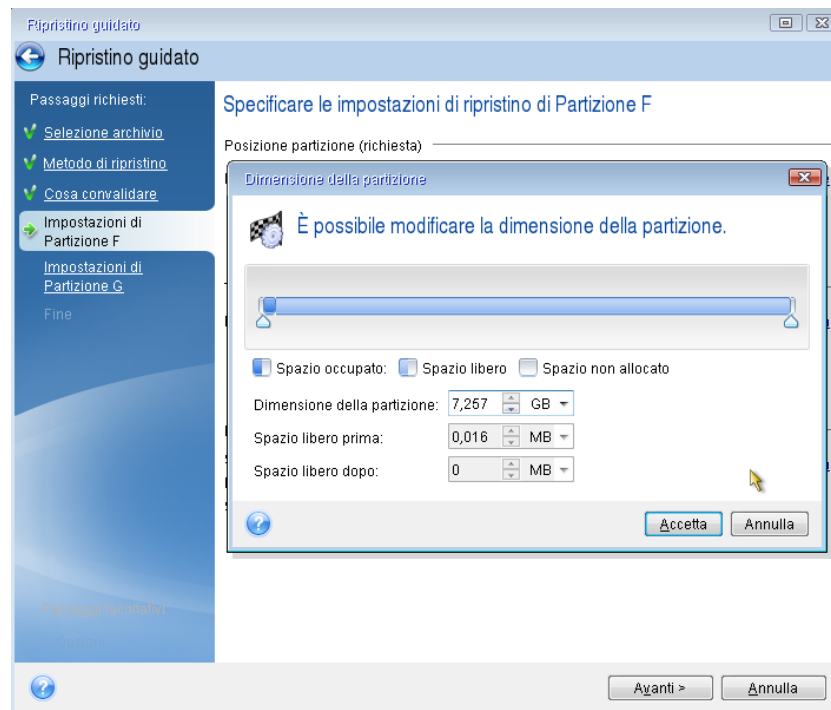 Ripristino guidato
Ripristino guidato
Passaggi richiesti:
Selezione archivio
Metodo di ripristino
Cosa convalidare
Impostazioni di
Partizione F
Impostazioni di
Partizione G
Fine
Specificare le impostazioni di ripristino di Partizione F
Posizione partizione (richiesta)
Dimensione della partizione
È possibile modificare la dimensione della partizione.
Spazio occupato: Spazio libero Spazio non allocato
Dimensione della partizione: 7,257 GB
Spazio libero prima: 0,016 MB
Spazio libero dopo: 0 MB
Accetta Annulla
Avanti > Annulla